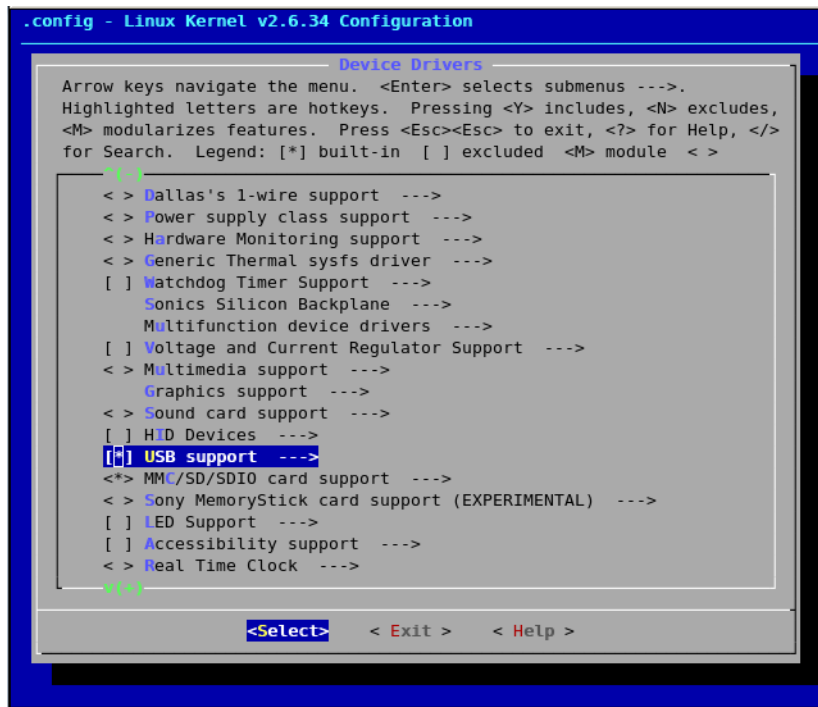 .config - Linux Kernel v2.6.34 Configuration
Device Drivers
Arrow keys navigate the menu.  <Enter> selects submenus --->.
Highlighted letters are hotkeys.  Pressing <Y> includes, <N> excludes,
<M> modularizes features.  Press <Esc><Esc> to exit, <?> for Help, </>
for Search.  Legend: [*] built-in  [ ] excluded  <M> module  < >
^(-)
< > Dallas's 1-wire support  --->
< > Power supply class support  --->
< > Hardware Monitoring support  --->
< > Generic Thermal sysfs driver  --->
[ ] Watchdog Timer Support  --->
Sonics Silicon Backplane  --->
Multifunction device drivers  --->
[ ] Voltage and Current Regulator Support  --->
< > Multimedia support  --->
Graphics support  --->
< > Sound card support  --->
[ ] HID Devices  --->
[*] USB support  --->
<*> MMC/SD/SDIO card support  --->
< > Sony MemoryStick card support (EXPERIMENTAL)  --->
[ ] LED Support  --->
[ ] Accessibility support  --->
< > Real Time Clock  --->
v(+)
<Select>    < Exit >    < Help >